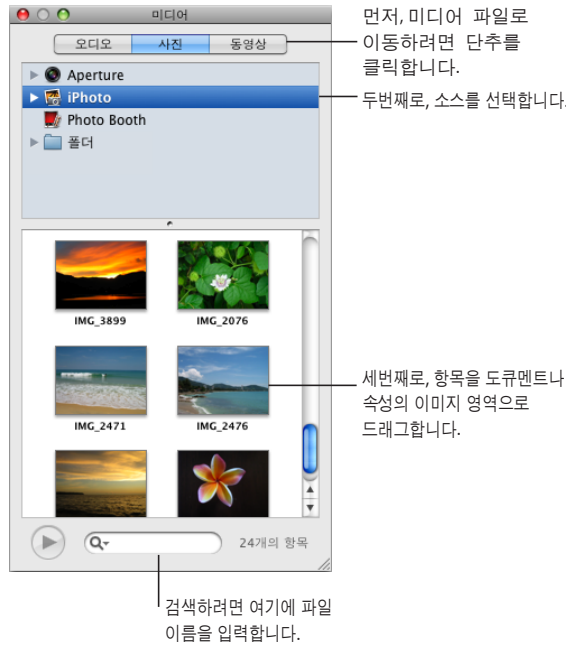 미디어
오디오 사진 동영상
Aperture
iPhoto
Photo Booth
폴더
IMG_3899 IMG_2076
IMG_2471 IMG_2476
24개의 항목
먼저, 미디어 파일로
이동하려면 단추를
클릭합니다.
두번째로, 소스를 선택합니다.
세번째로, 항목을 도큐멘트나
속성의 이미지 영역으로
드래그합니다.
검색하려면 여기에 파일
이름을 입력합니다.